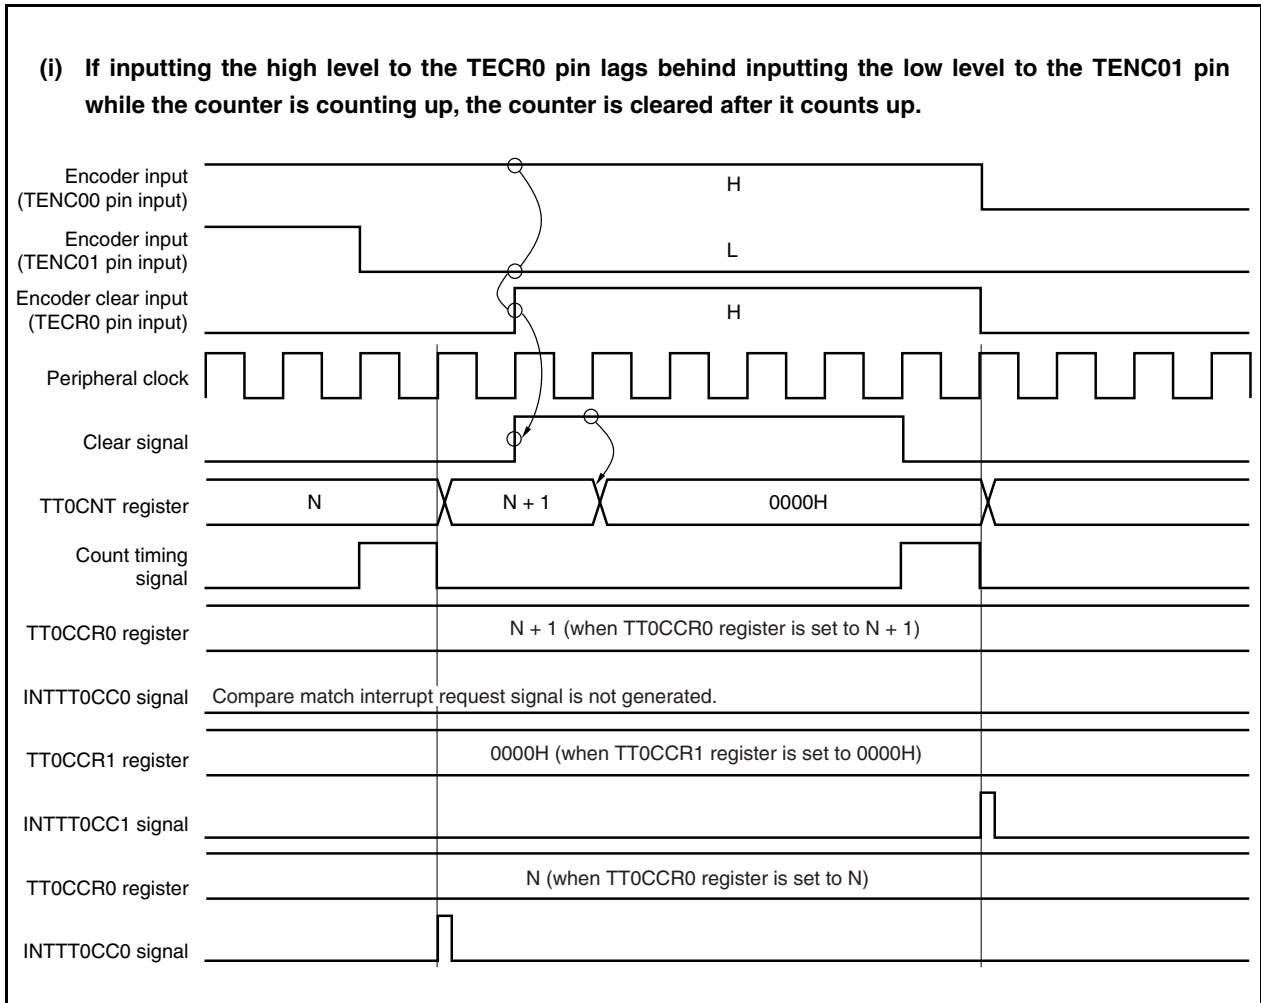 (i) If inputting the high level to the TECR0 pin lags behind inputting the low level to the TENC01 pin
while the counter is counting up, the counter is cleared after it counts up.
Encoder input
(TENC00 pin input)
H
Encoder input
(TENC01 pin input)
L
Encoder clear input
(TECR0 pin input)
H
Peripheral clock
Clear signal
TT0CNT register
N
N + 1
0000H
Count timing
signal
TT0CCR0 register
N + 1 (when TT0CCR0 register is set to N + 1)
INTTT0CC0 signal
Compare match interrupt request signal is not generated.
TT0CCR1 register
0000H (when TT0CCR1 register is set to 0000H)
INTTT0CC1 signal
TT0CCR0 register
N (when TT0CCR0 register is set to N)
INTTT0CC0 signal